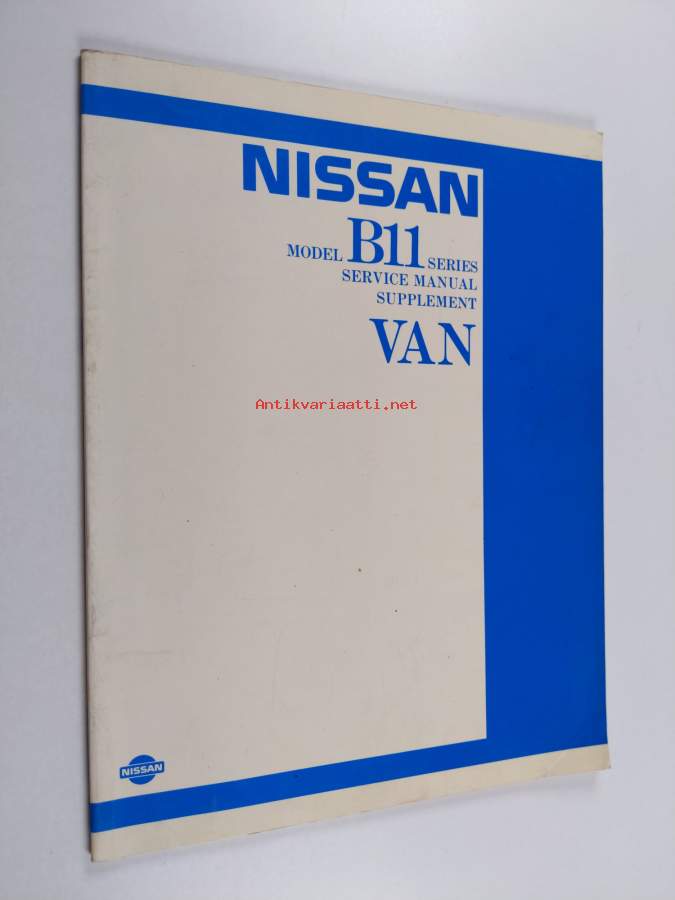 NISSAN
MODEL B11 SERIES
SERVICE MANUAL
SUPPLEMENT
VAN
Antikvariaatti.net
NISSAN